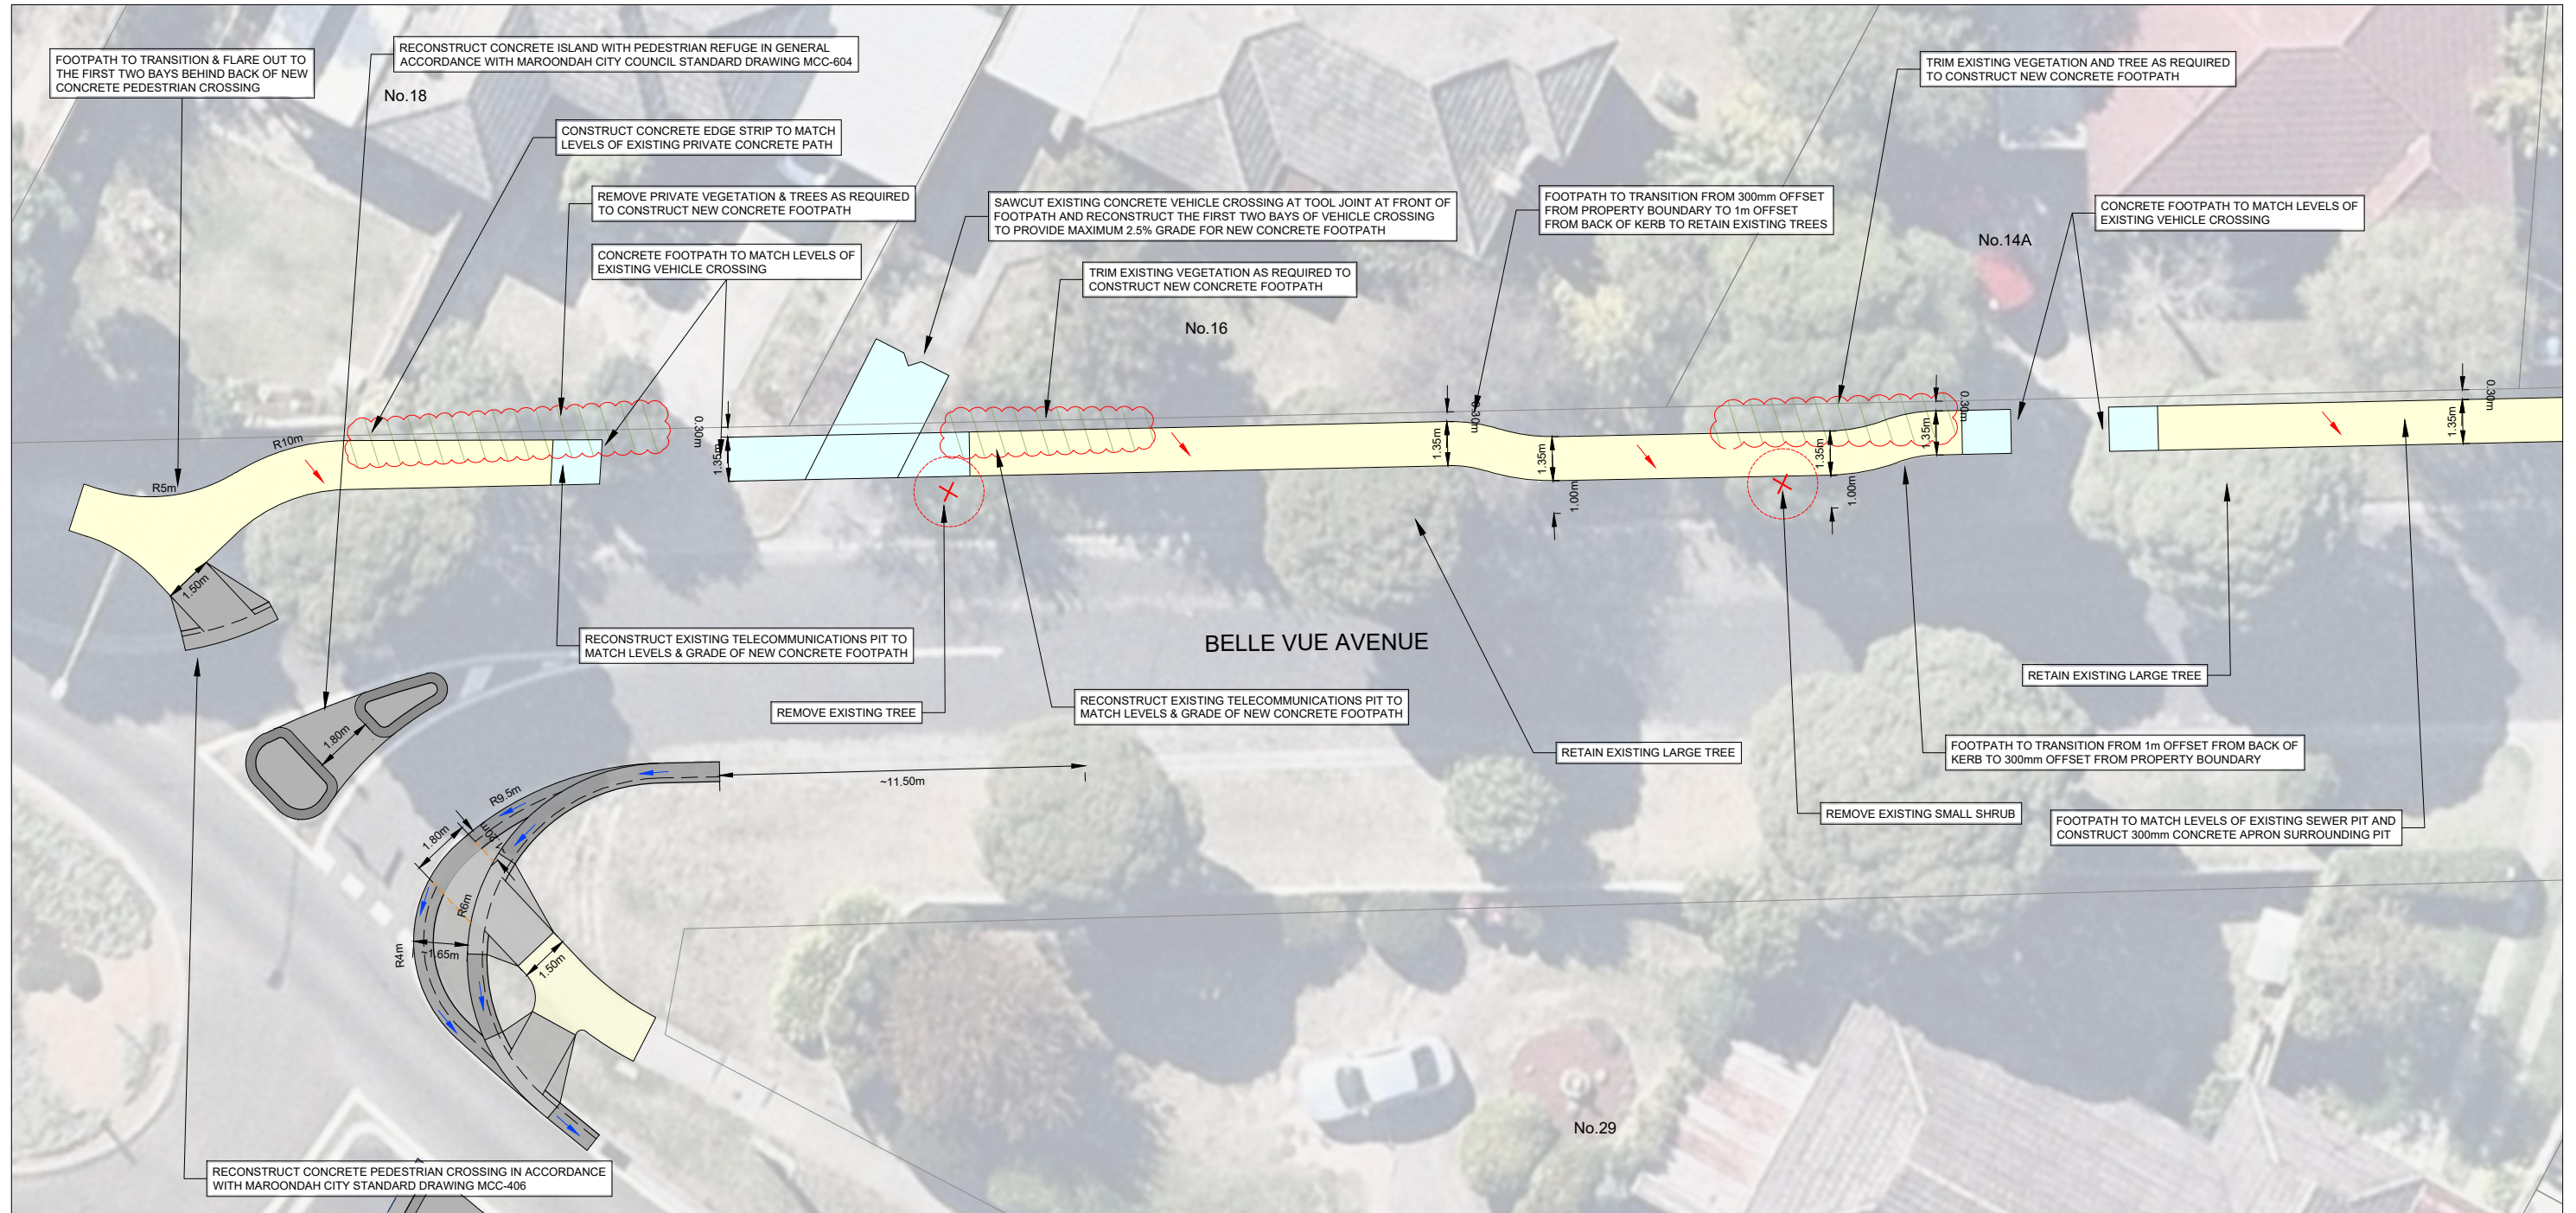 FOOTPATH TO TRANSITION & FLARE OUT TO
THE FIRST TWO BAYS BEHIND BACK OF NEW
CONCRETE PEDESTRIAN CROSSING
RECONSTRUCT CONCRETE ISLAND WITH PEDESTRIAN REFUGE IN GENERAL
ACCORDANCE WITH MAROONDAH CITY COUNCIL STANDARD DRAWING MCC-604
No.18
CONSTRUCT CONCRETE EDGE STRIP TO MATCH
LEVELS OF EXISTING PRIVATE CONCRETE PATH
REMOVE PRIVATE VEGETATION & TREES AS REQUIRED
TO CONSTRUCT NEW CONCRETE FOOTPATH
CONCRETE FOOTPATH TO MATCH LEVELS OF
EXISTING VEHICLE CROSSING
SAWCUT EXISTING CONCRETE VEHICLE CROSSING AT TOOL JOINT AT FRONT OF
FOOTPATH AND RECONSTRUCT THE FIRST TWO BAYS OF VEHICLE CROSSING
TO PROVIDE MAXIMUM 2.5% GRADE FOR NEW CONCRETE FOOTPATH
TRIM EXISTING VEGETATION AS REQUIRED TO
CONSTRUCT NEW CONCRETE FOOTPATH
No.16
FOOTPATH TO TRANSITION FROM 300mm OFFSET
FROM PROPERTY BOUNDARY TO 1m OFFSET
FROM BACK OF KERB TO RETAIN EXISTING TREES
TRIM EXISTING VEGETATION AND TREE AS REQUIRED
TO CONSTRUCT NEW CONCRETE FOOTPATH
No.14A
CONCRETE FOOTPATH TO MATCH LEVELS OF
EXISTING VEHICLE CROSSING
R5m
R10m
0.30m
1.35m
0.30m
1.35m
1.35m
1.00m
1.35m
1.00m
0.30m
1.35m
0.30m
1.35m
1.50m
RECONSTRUCT EXISTING TELECOMMUNICATIONS PIT TO
MATCH LEVELS & GRADE OF NEW CONCRETE FOOTPATH
BELLE VUE AVENUE
REMOVE EXISTING TREE
RECONSTRUCT EXISTING TELECOMMUNICATIONS PIT TO
MATCH LEVELS & GRADE OF NEW CONCRETE FOOTPATH
RETAIN EXISTING LARGE TREE
RETAIN EXISTING LARGE TREE
FOOTPATH TO TRANSITION FROM 1m OFFSET FROM BACK OF
KERB TO 300mm OFFSET FROM PROPERTY BOUNDARY
REMOVE EXISTING SMALL SHRUB
FOOTPATH TO MATCH LEVELS OF EXISTING SEWER PIT AND
CONSTRUCT 300mm CONCRETE APRON SURROUNDING PIT
1.80m
~11.50m
R9.5m
1.80m
R6m
R4m
~1.65m
1.50m
No.29
RECONSTRUCT CONCRETE PEDESTRIAN CROSSING IN ACCORDANCE
WITH MAROONDAH CITY STANDARD DRAWING MCC-406